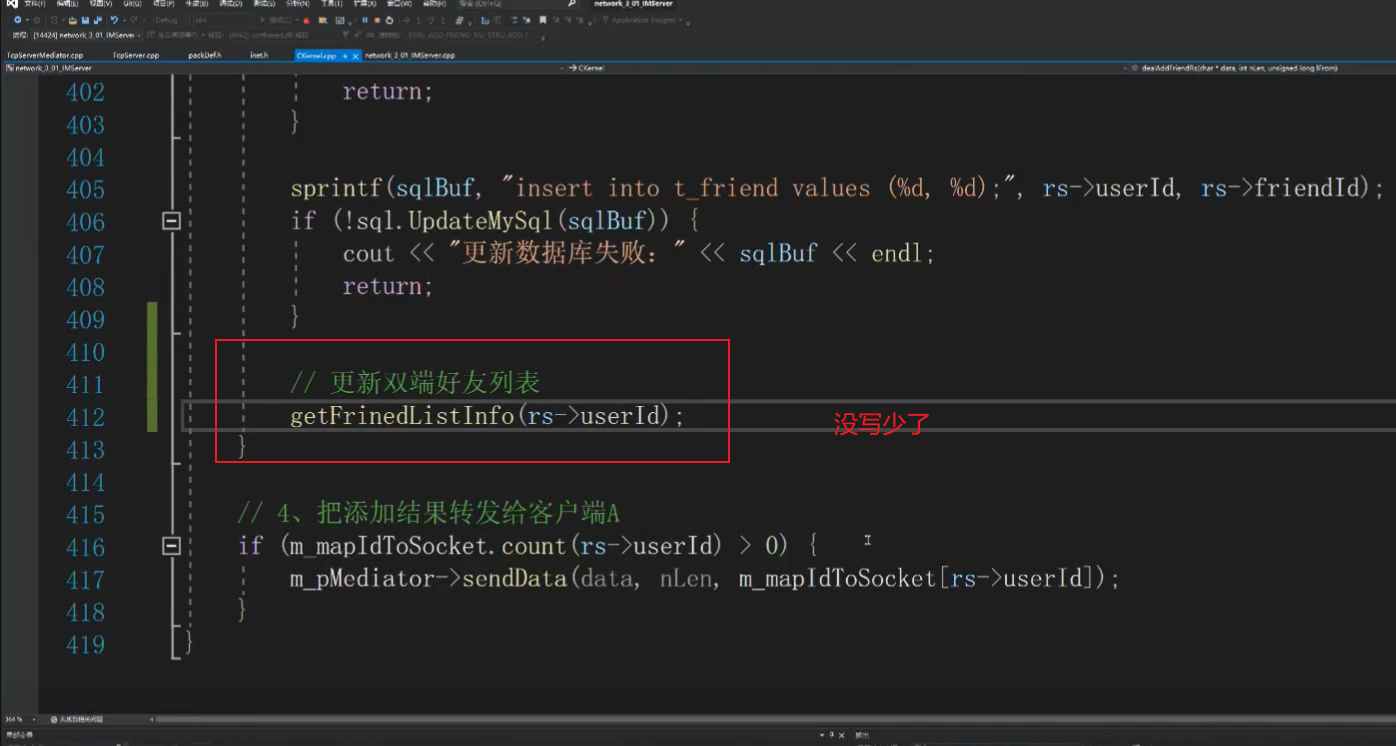 network_3_01_IMServer
[14424] network_3_01_IMServer
TcpServerMediator.cpp TcpServer.cpp packDef.h inet.h CKernel.cpp network_3_01_IMServer.cpp
network_3_01_IMServer CKernel dealAddFriendRs(char * data, int nLen, unsigned long lFrom)
402 return;
403 }
404
405 sprintf(sqlBuf, "insert into t_friend values (%d, %d);", rs->userId, rs->friendId);
406 if (!sql.UpdateMySql(sqlBuf)) {
407 cout << "更新数据库失败：" << sqlBuf << endl;
408 return;
409 }
410
411 // 更新双端好友列表
412 getFrinedListInfo(rs->userId);
没写少了
413 }
414
415 // 4、把添加结果转发给客户端A
416 if (m_mapIdToSocket.count(rs->userId) > 0) {
417 m_pMediator->sendData(data, nLen, m_mapIdToSocket[rs->userId]);
418 }
419 }